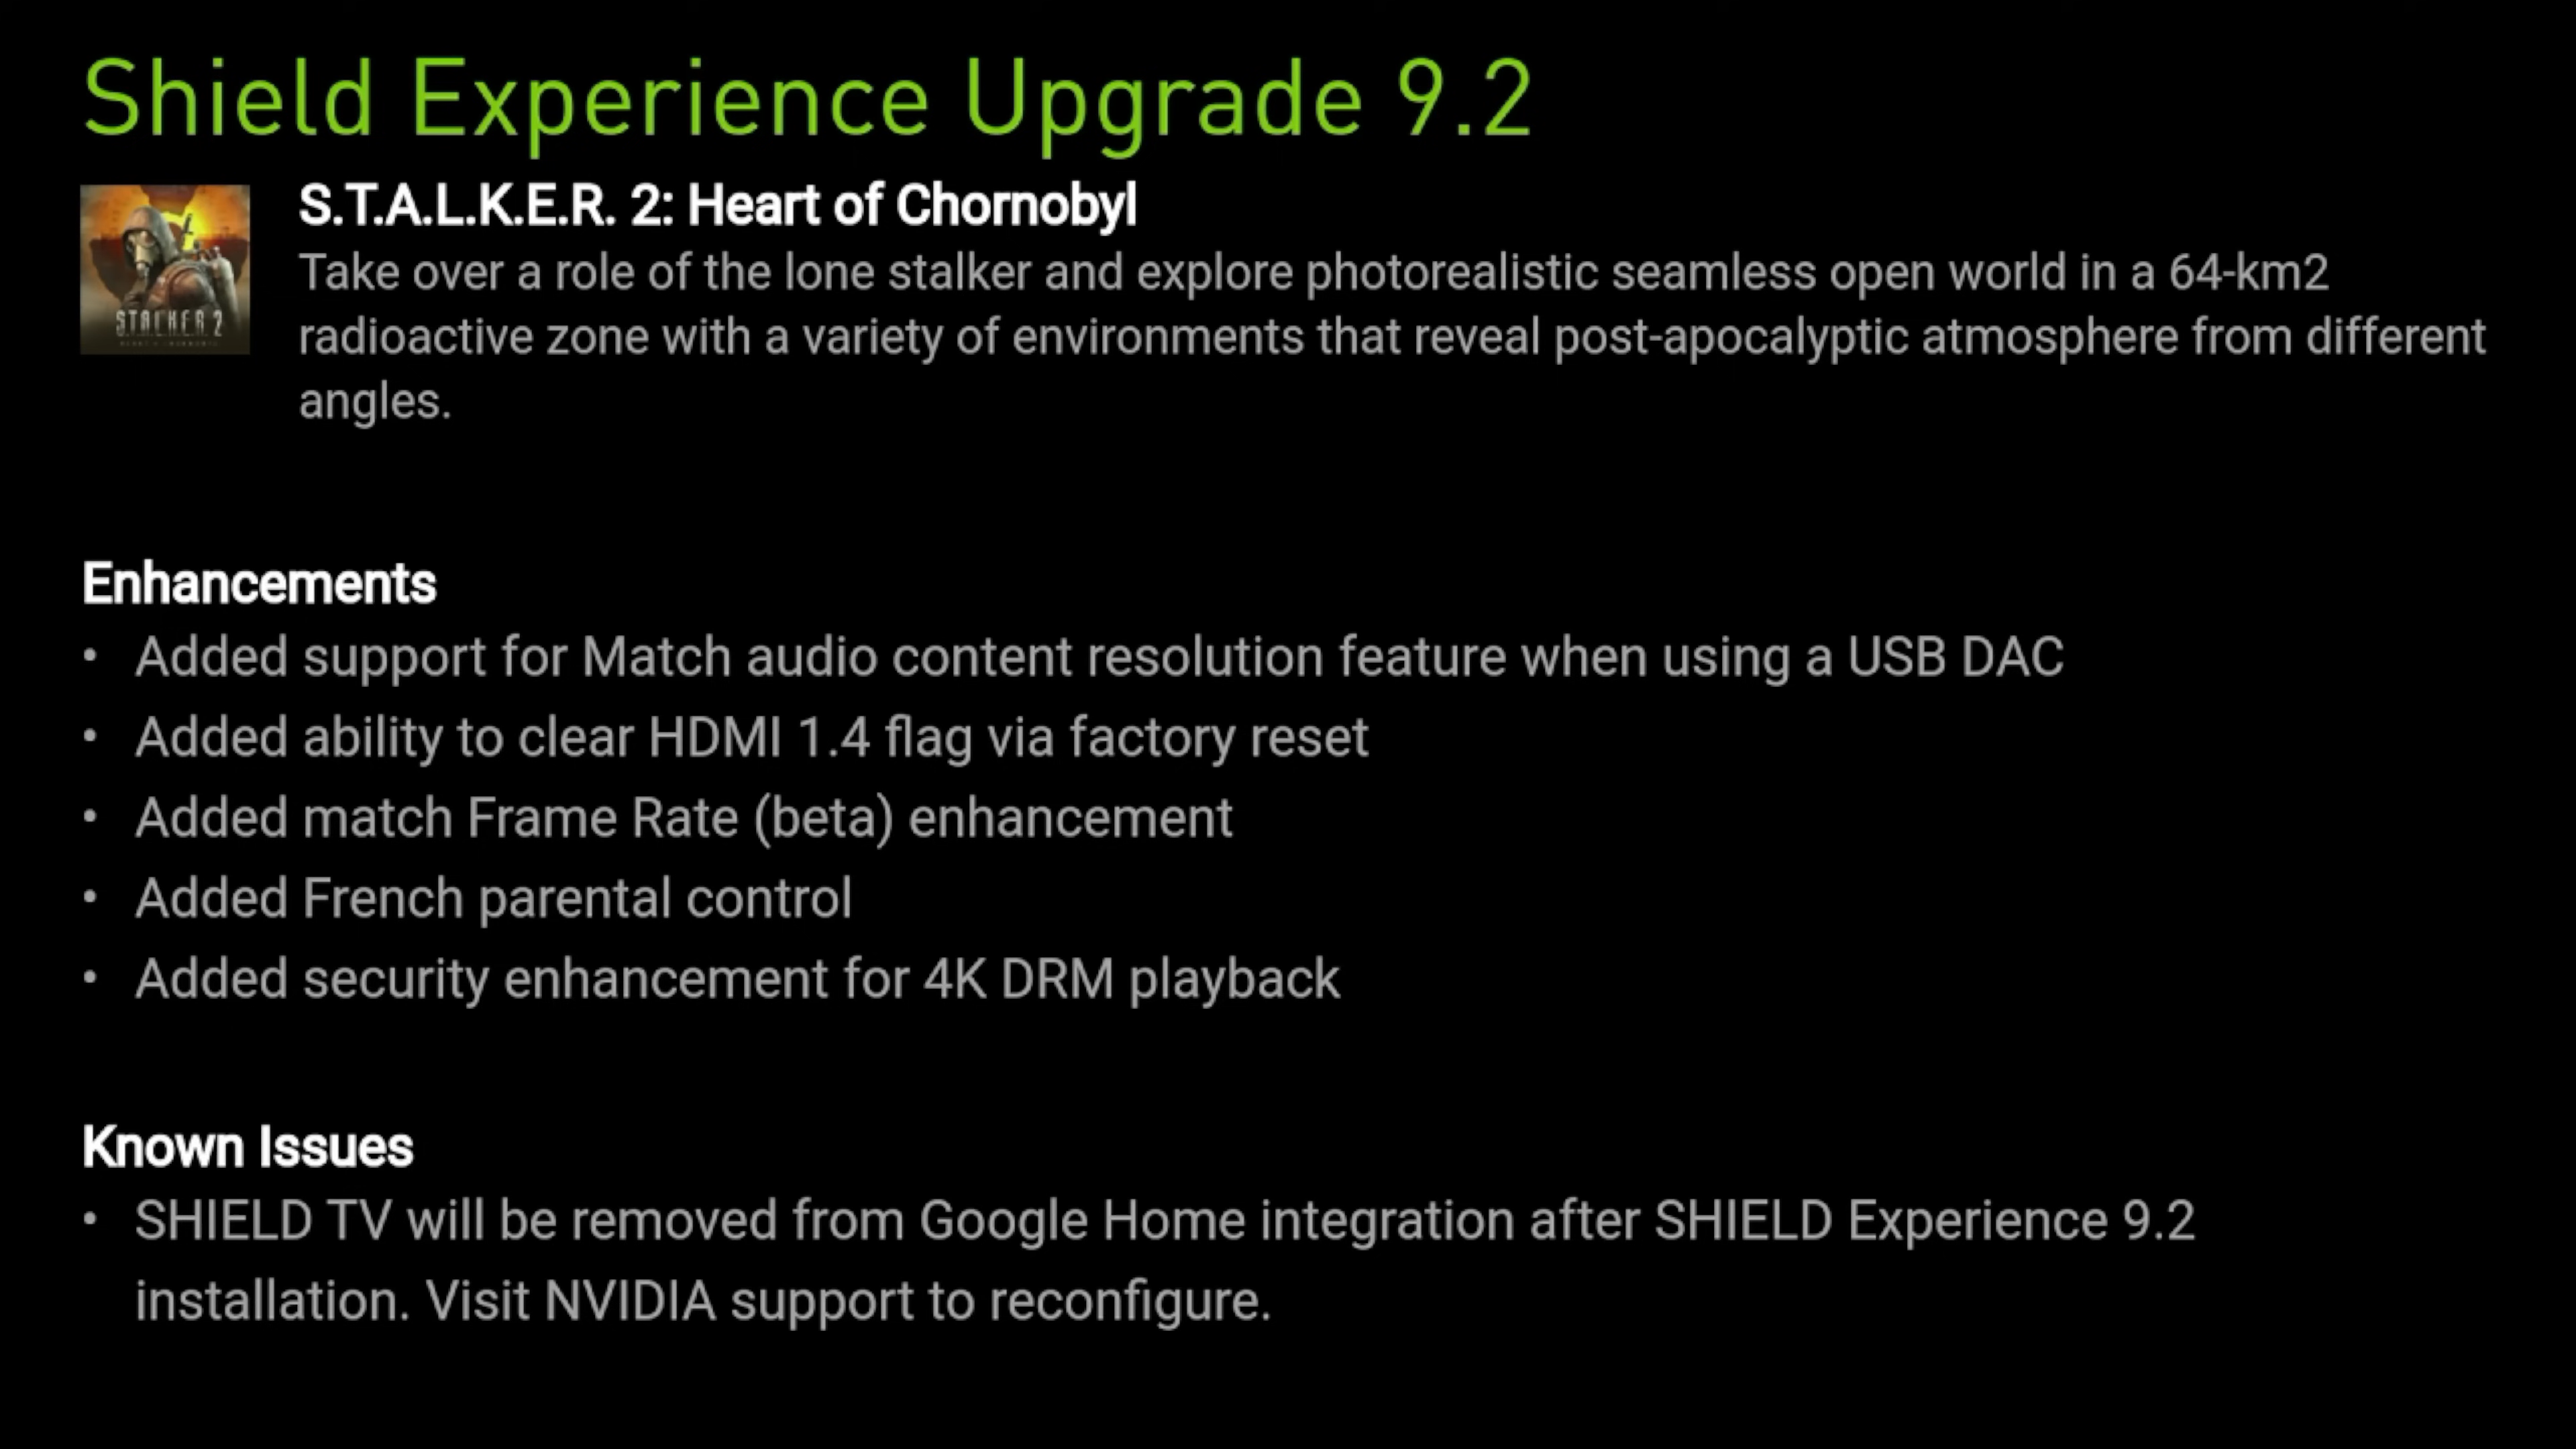 Shield Experience Upgrade 9.2
S.T.A.L.K.E.R. 2: Heart of Chornobyl
Take over a role of the lone stalker and explore photorealistic seamless open world in a 64-km2
radioactive zone with a variety of environments that reveal post-apocalyptic atmosphere from different
angles.
STALKER 2
Enhancements
• Added support for Match audio content resolution feature when using a USB DAC
• Added ability to clear HDMI 1.4 flag via factory reset
• Added match Frame Rate (beta) enhancement
• Added French parental control
• Added security enhancement for 4K DRM playback
Known Issues
• SHIELD TV will be removed from Google Home integration after SHIELD Experience 9.2
installation. Visit NVIDIA support to reconfigure.